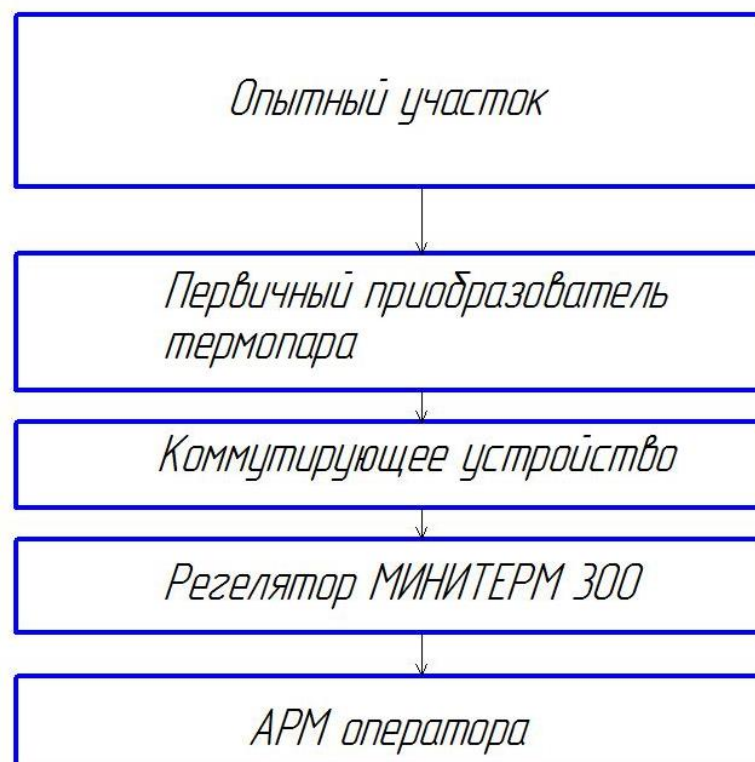 Опытный участок
Первичный приобразователь
термопара
Коммутирующее устройство
Регелятор МИНИТЕРМ 300
АРМ оператора